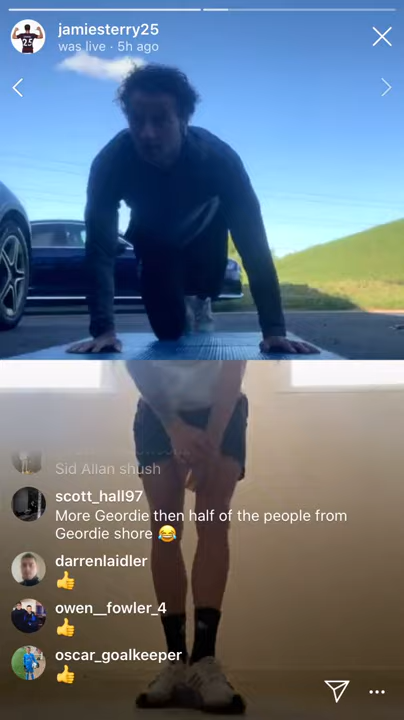 jamiesterry25
was live · 5h ago
25
Sid Allan shush
scott_hall97
More Geordie then half of the people from
Geordie shore 😂
darrenlaidler
👍
owen__fowler_4
👍
oscar_goalkeeper
👍